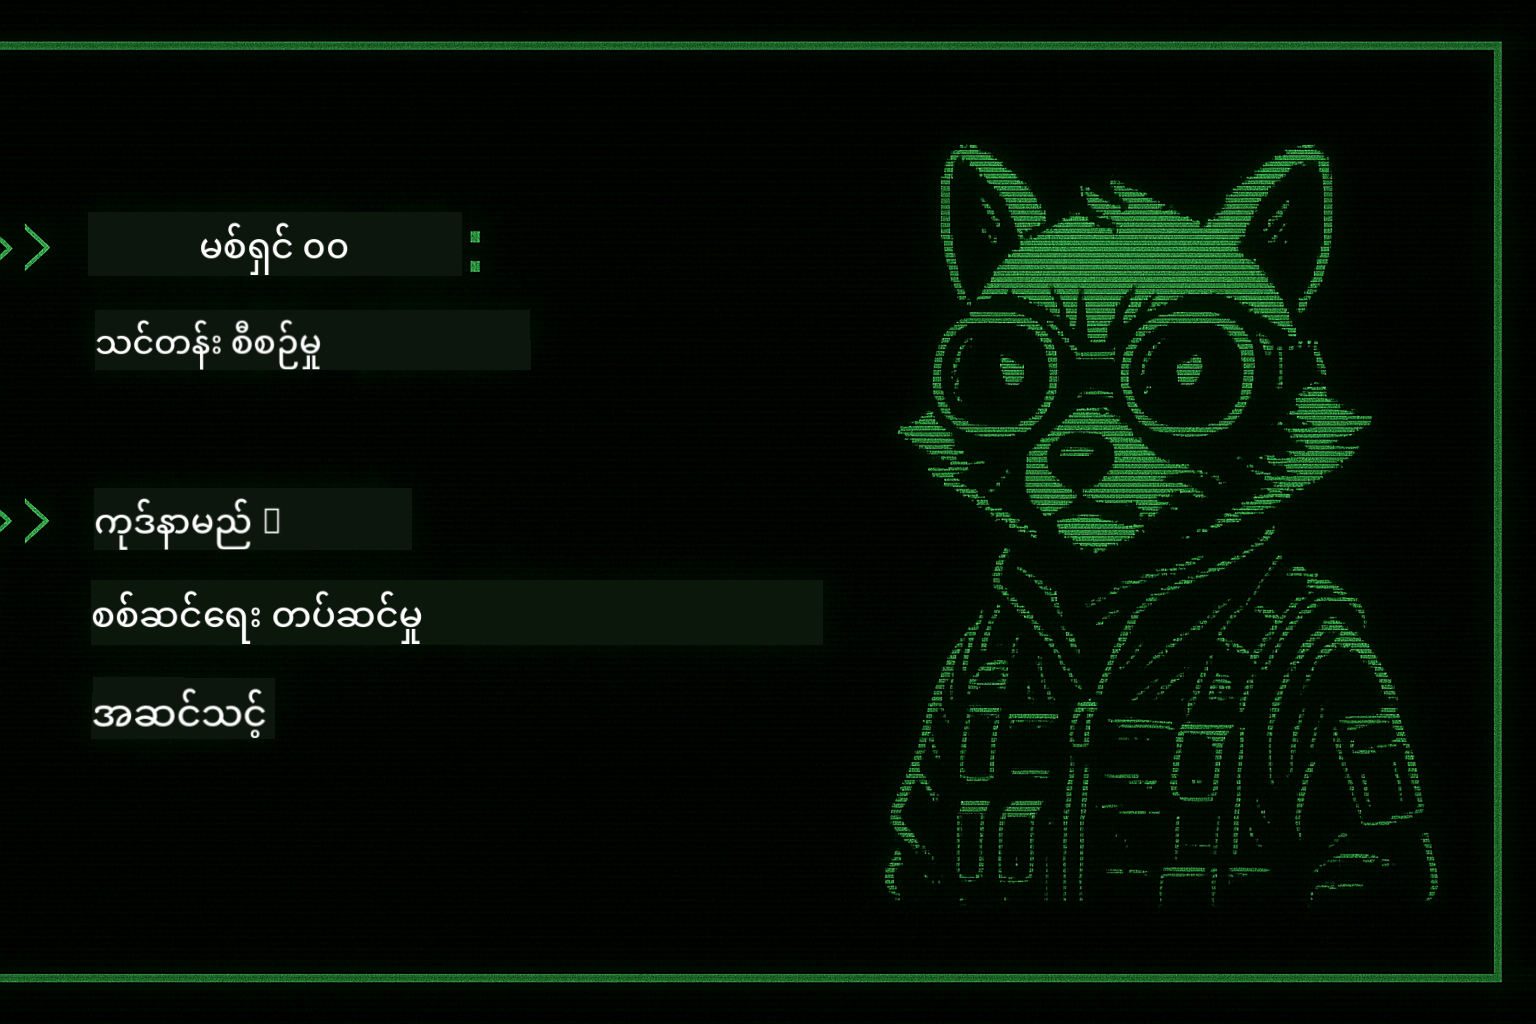 မစ်ရှင် ၀၀ :
သင်တန်း စီစဉ်မှု
ကုဒ်နာမည်
စစ်ဆင်ရေး တပ်ဆင်မှု
အဆင်သင့်